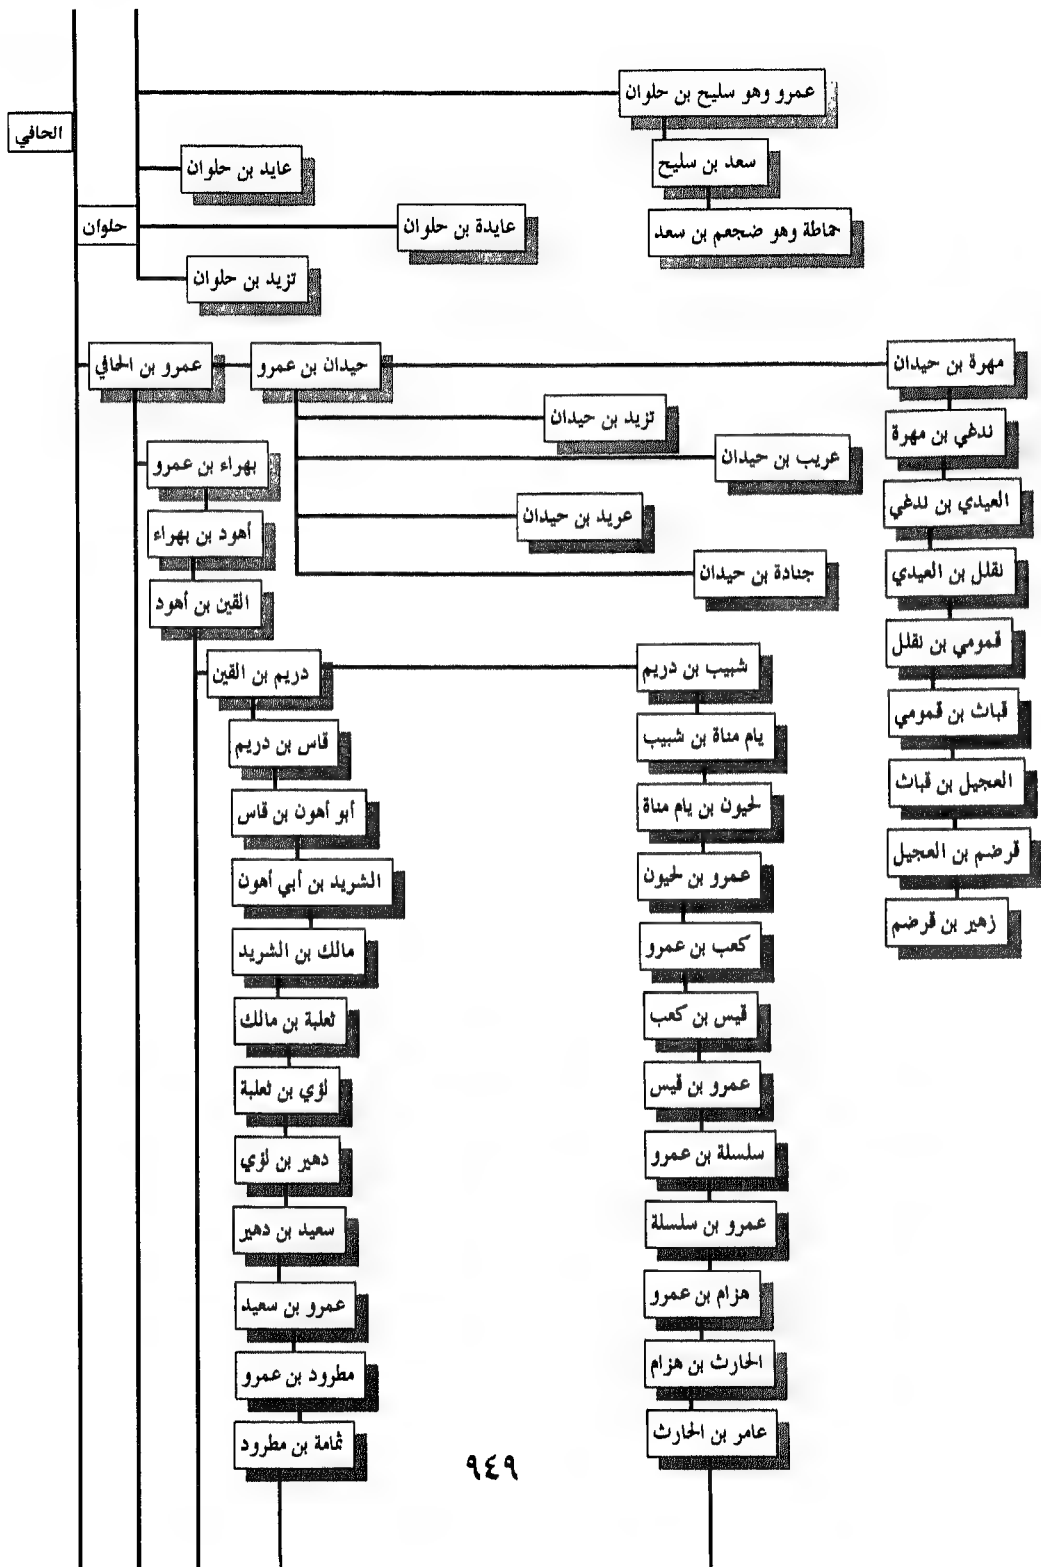 عمرو وهو سليح بن حلوان
الحافي
سعد بن سليح
عايد بن حلوان
حلوان
عايدة بن حلوان
حماطة وهو ضجعم بن سعد
تزيد بن حلوان
عمرو بن الحافي
حيدان بن عمرو
مهرة بن حيدان
تزيد بن حيدان
ندغي بن مهرة
بهراء بن عمرو
عريب بن حيدان
العيدي بن ندغي
أهود بن بهراء
عريد بن حيدان
نقلل بن العيدي
جنادة بن حيدان
القين بن أهود
قمومي بن نقلل
دريم بن القين
شبيب بن دريم
قباث بن قمومي
قاس بن دريم
يام مناة بن شبيب
العجيل بن قباث
أبو أهون بن قاس
لحيون بن يام مناة
قرضم بن العجيل
الشريد بن أبي أهون
عمرو بن لحيون
زهير بن قرضم
مالك بن الشريد
كعب بن عمرو
ثعلبة بن مالك
قيس بن كعب
لؤي بن ثعلبة
عمرو بن قيس
دهير بن لؤي
سلسلة بن عمرو
سعيد بن دهير
عمرو بن سلسلة
عمرو بن سعيد
هزام بن عمرو
مطرود بن عمرو
الحارث بن هزام
ثمامة بن مطرود
عامر بن الحارث
٩٤٩